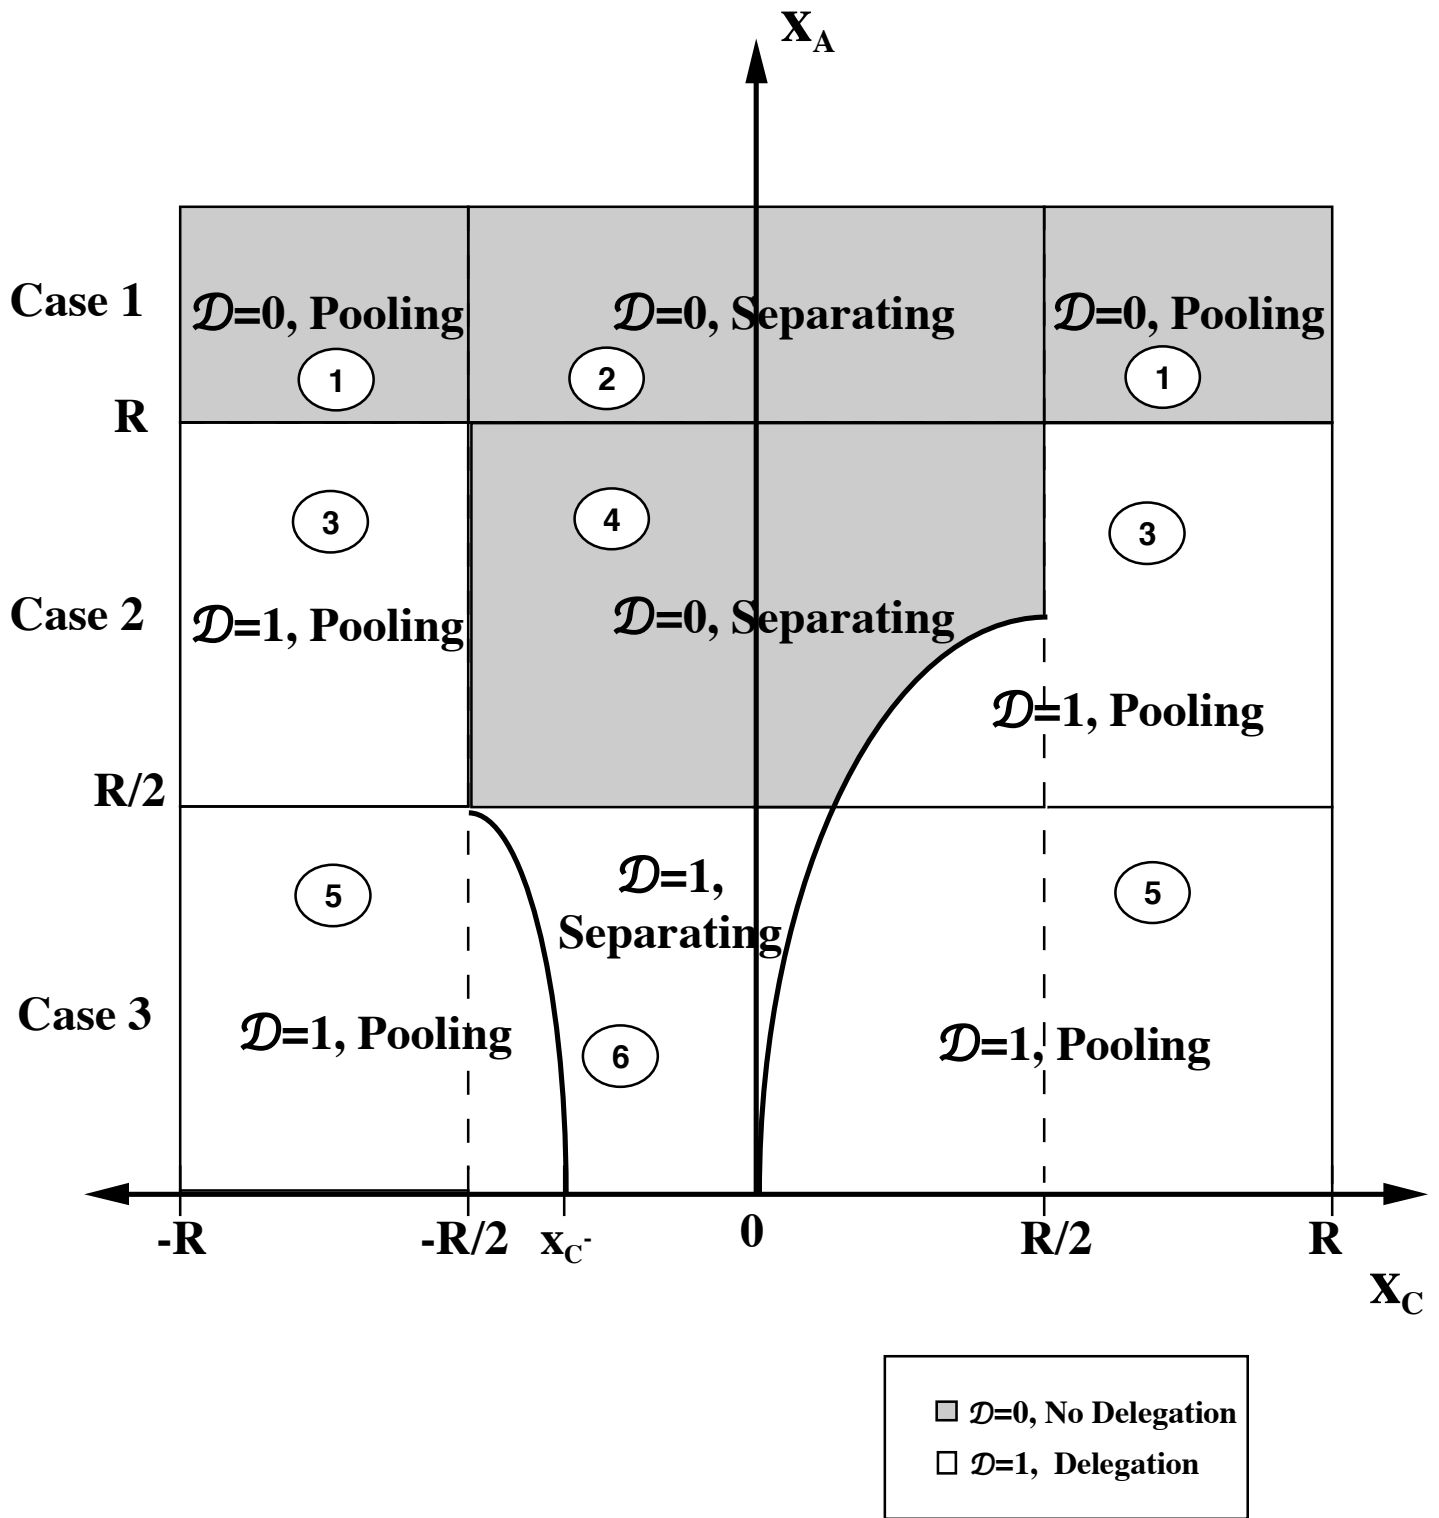 x_A
Case 1
𝒟=0, Pooling
𝒟=0, Separating
𝒟=0, Pooling
1
2
1
R
3
4
3
Case 2
𝒟=1, Pooling
𝒟=0, Separating
𝒟=1, Pooling
R/2
5
𝒟=1,
Separating
5
Case 3
𝒟=1, Pooling
6
𝒟=1, Pooling
-R
-R/2
x_C-
0
R/2
R
x_C
𝒟=0, No Delegation
𝒟=1, Delegation